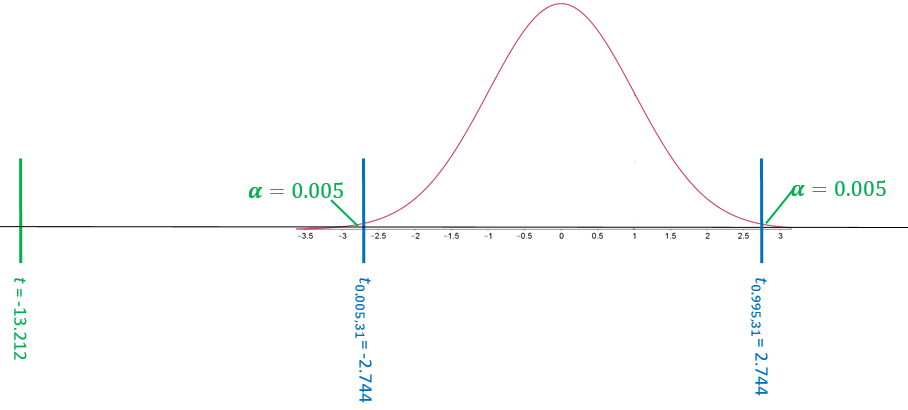 α = 0.005
α = 0.005
-3.5 -3 -2.5 -2 -1.5 -1 -0.5 0 0.5 1 1.5 2 2.5 3
t = -13.212
t0.005,31 = -2.744
t0.995,31 = 2.744